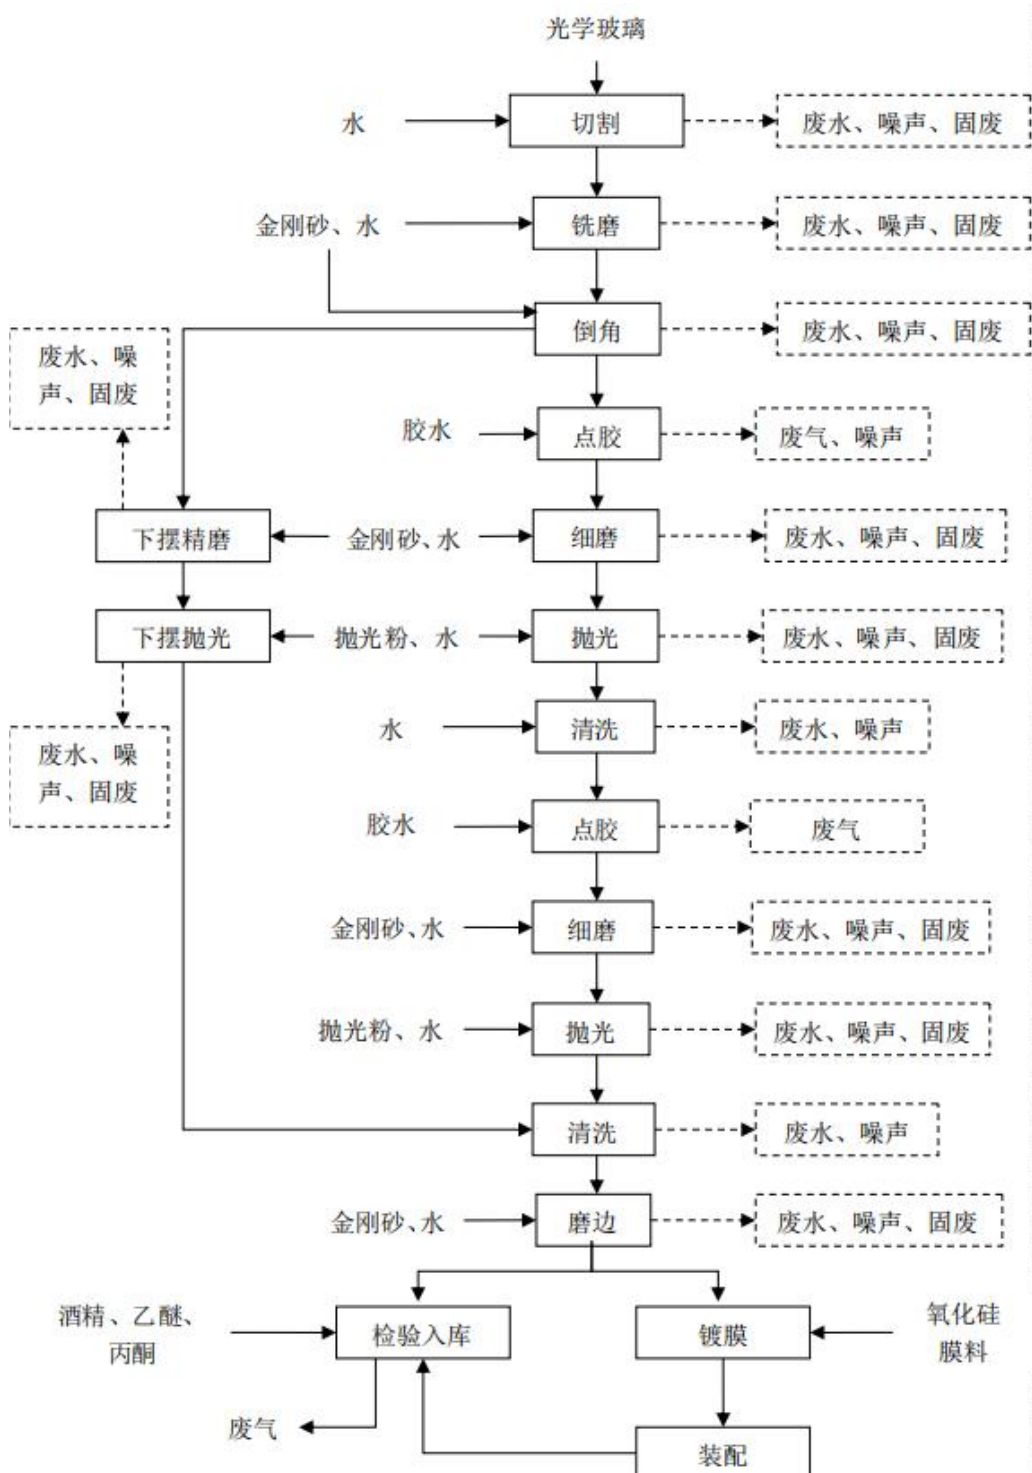 光学玻璃
水
切割
废水、噪声、固废
金刚砂、水
铣磨
废水、噪声、固废
倒角
废水、噪声、固废
废水、噪
声、固废
胶水
点胶
废气、噪声
下摆精磨
金刚砂、水
细磨
废水、噪声、固废
下摆抛光
抛光粉、水
抛光
废水、噪声、固废
水
清洗
废水、噪声
废水、噪
声、固废
胶水
点胶
废气
金刚砂、水
细磨
废水、噪声、固废
抛光粉、水
抛光
废水、噪声、固废
清洗
废水、噪声
金刚砂、水
磨边
废水、噪声、固废
酒精、乙醚、
丙酮
检验入库
镀膜
氧化硅
膜料
废气
装配